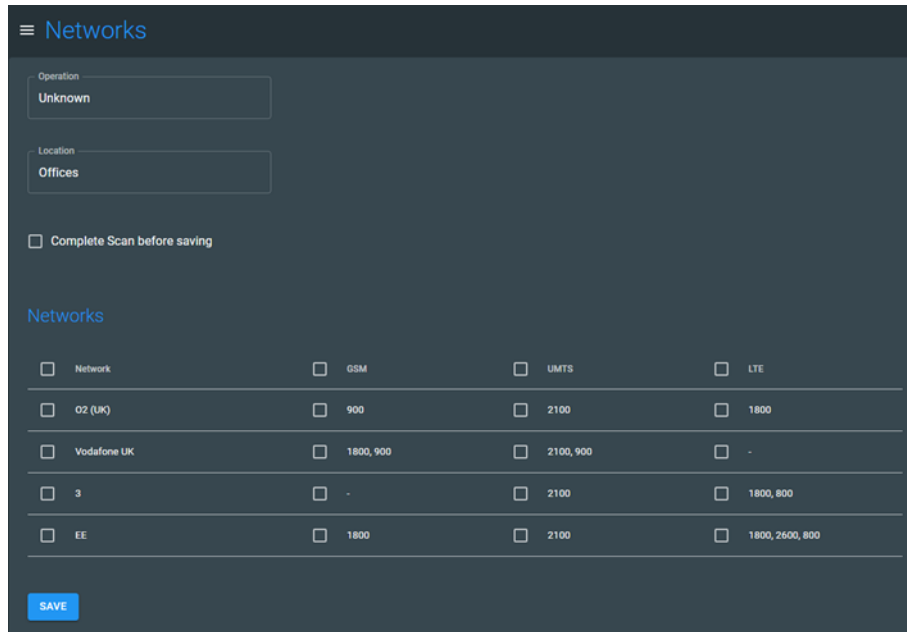 Networks
Operation
Unknown
Location
Offices
Complete Scan before saving
Networks
Network GSM UMTS LTE
O2 (UK) 900 2100 1800
Vodafone UK 1800, 900 2100, 900 -
3 - 2100 1800, 800
EE 1800 2100 1800, 2600, 800
SAVE